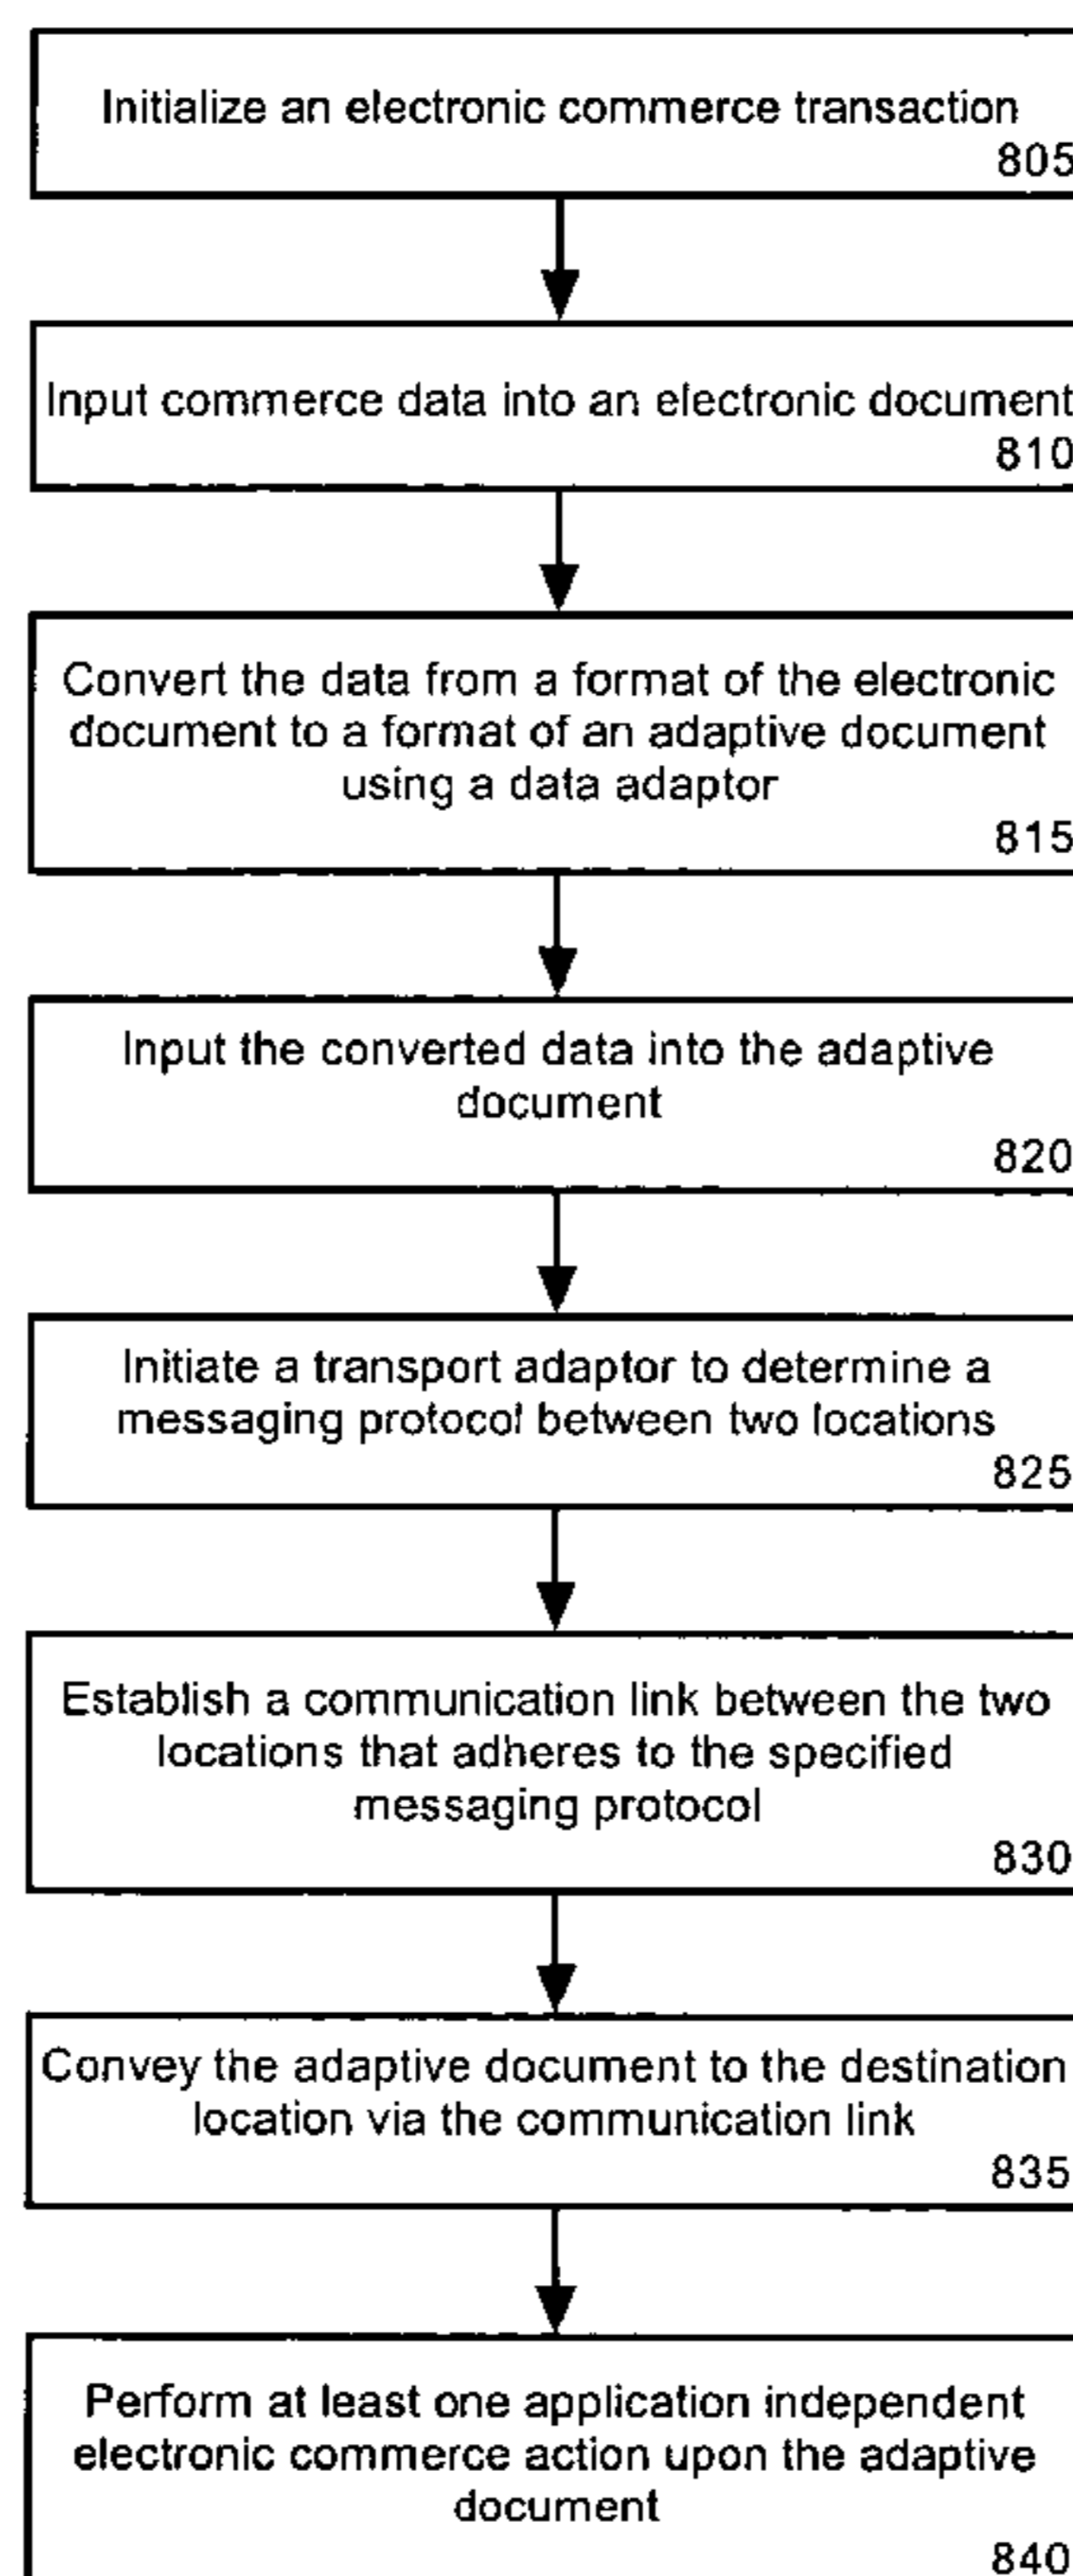 Initialize an electronic commerce transaction
805
Input commerce data into an electronic document
810
Convert the data from a format of the electronic
document to a format of an adaptive document
using a data adaptor
815
Input the converted data into the adaptive
document
820
Initiate a transport adaptor to determine a
messaging protocol between two locations
825
Establish a communication link between the two
locations that adheres to the specified
messaging protocol
830
Convey the adaptive document to the destination
location via the communication link
835
Perform at least one application independent
electronic commerce action upon the adaptive
document
840